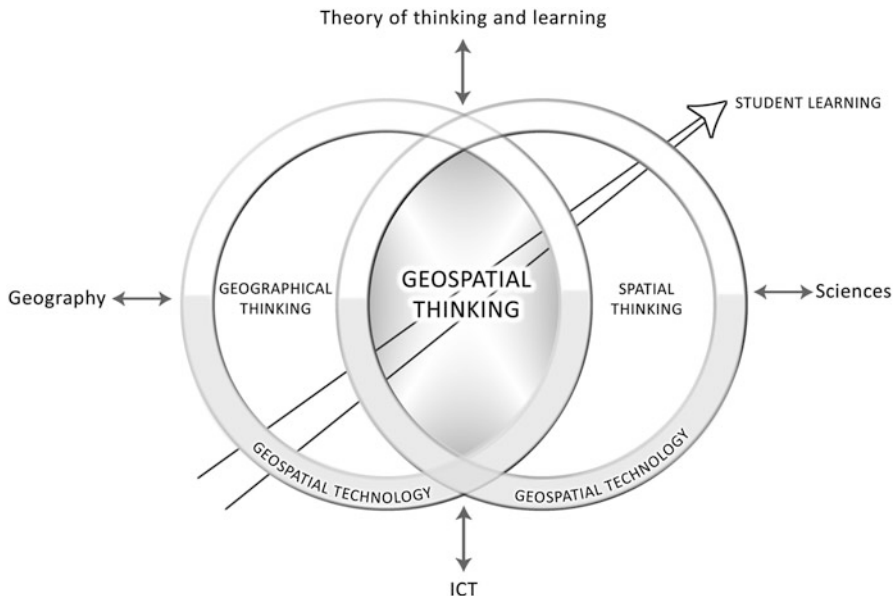 Theory of thinking and learning
STUDENT LEARNING
Geography
GEOGRAPHICAL
THINKING
GEOSPATIAL
THINKING
SPATIAL
THINKING
Sciences
GEOSPATIAL TECHNOLOGY
GEOSPATIAL TECHNOLOGY
ICT